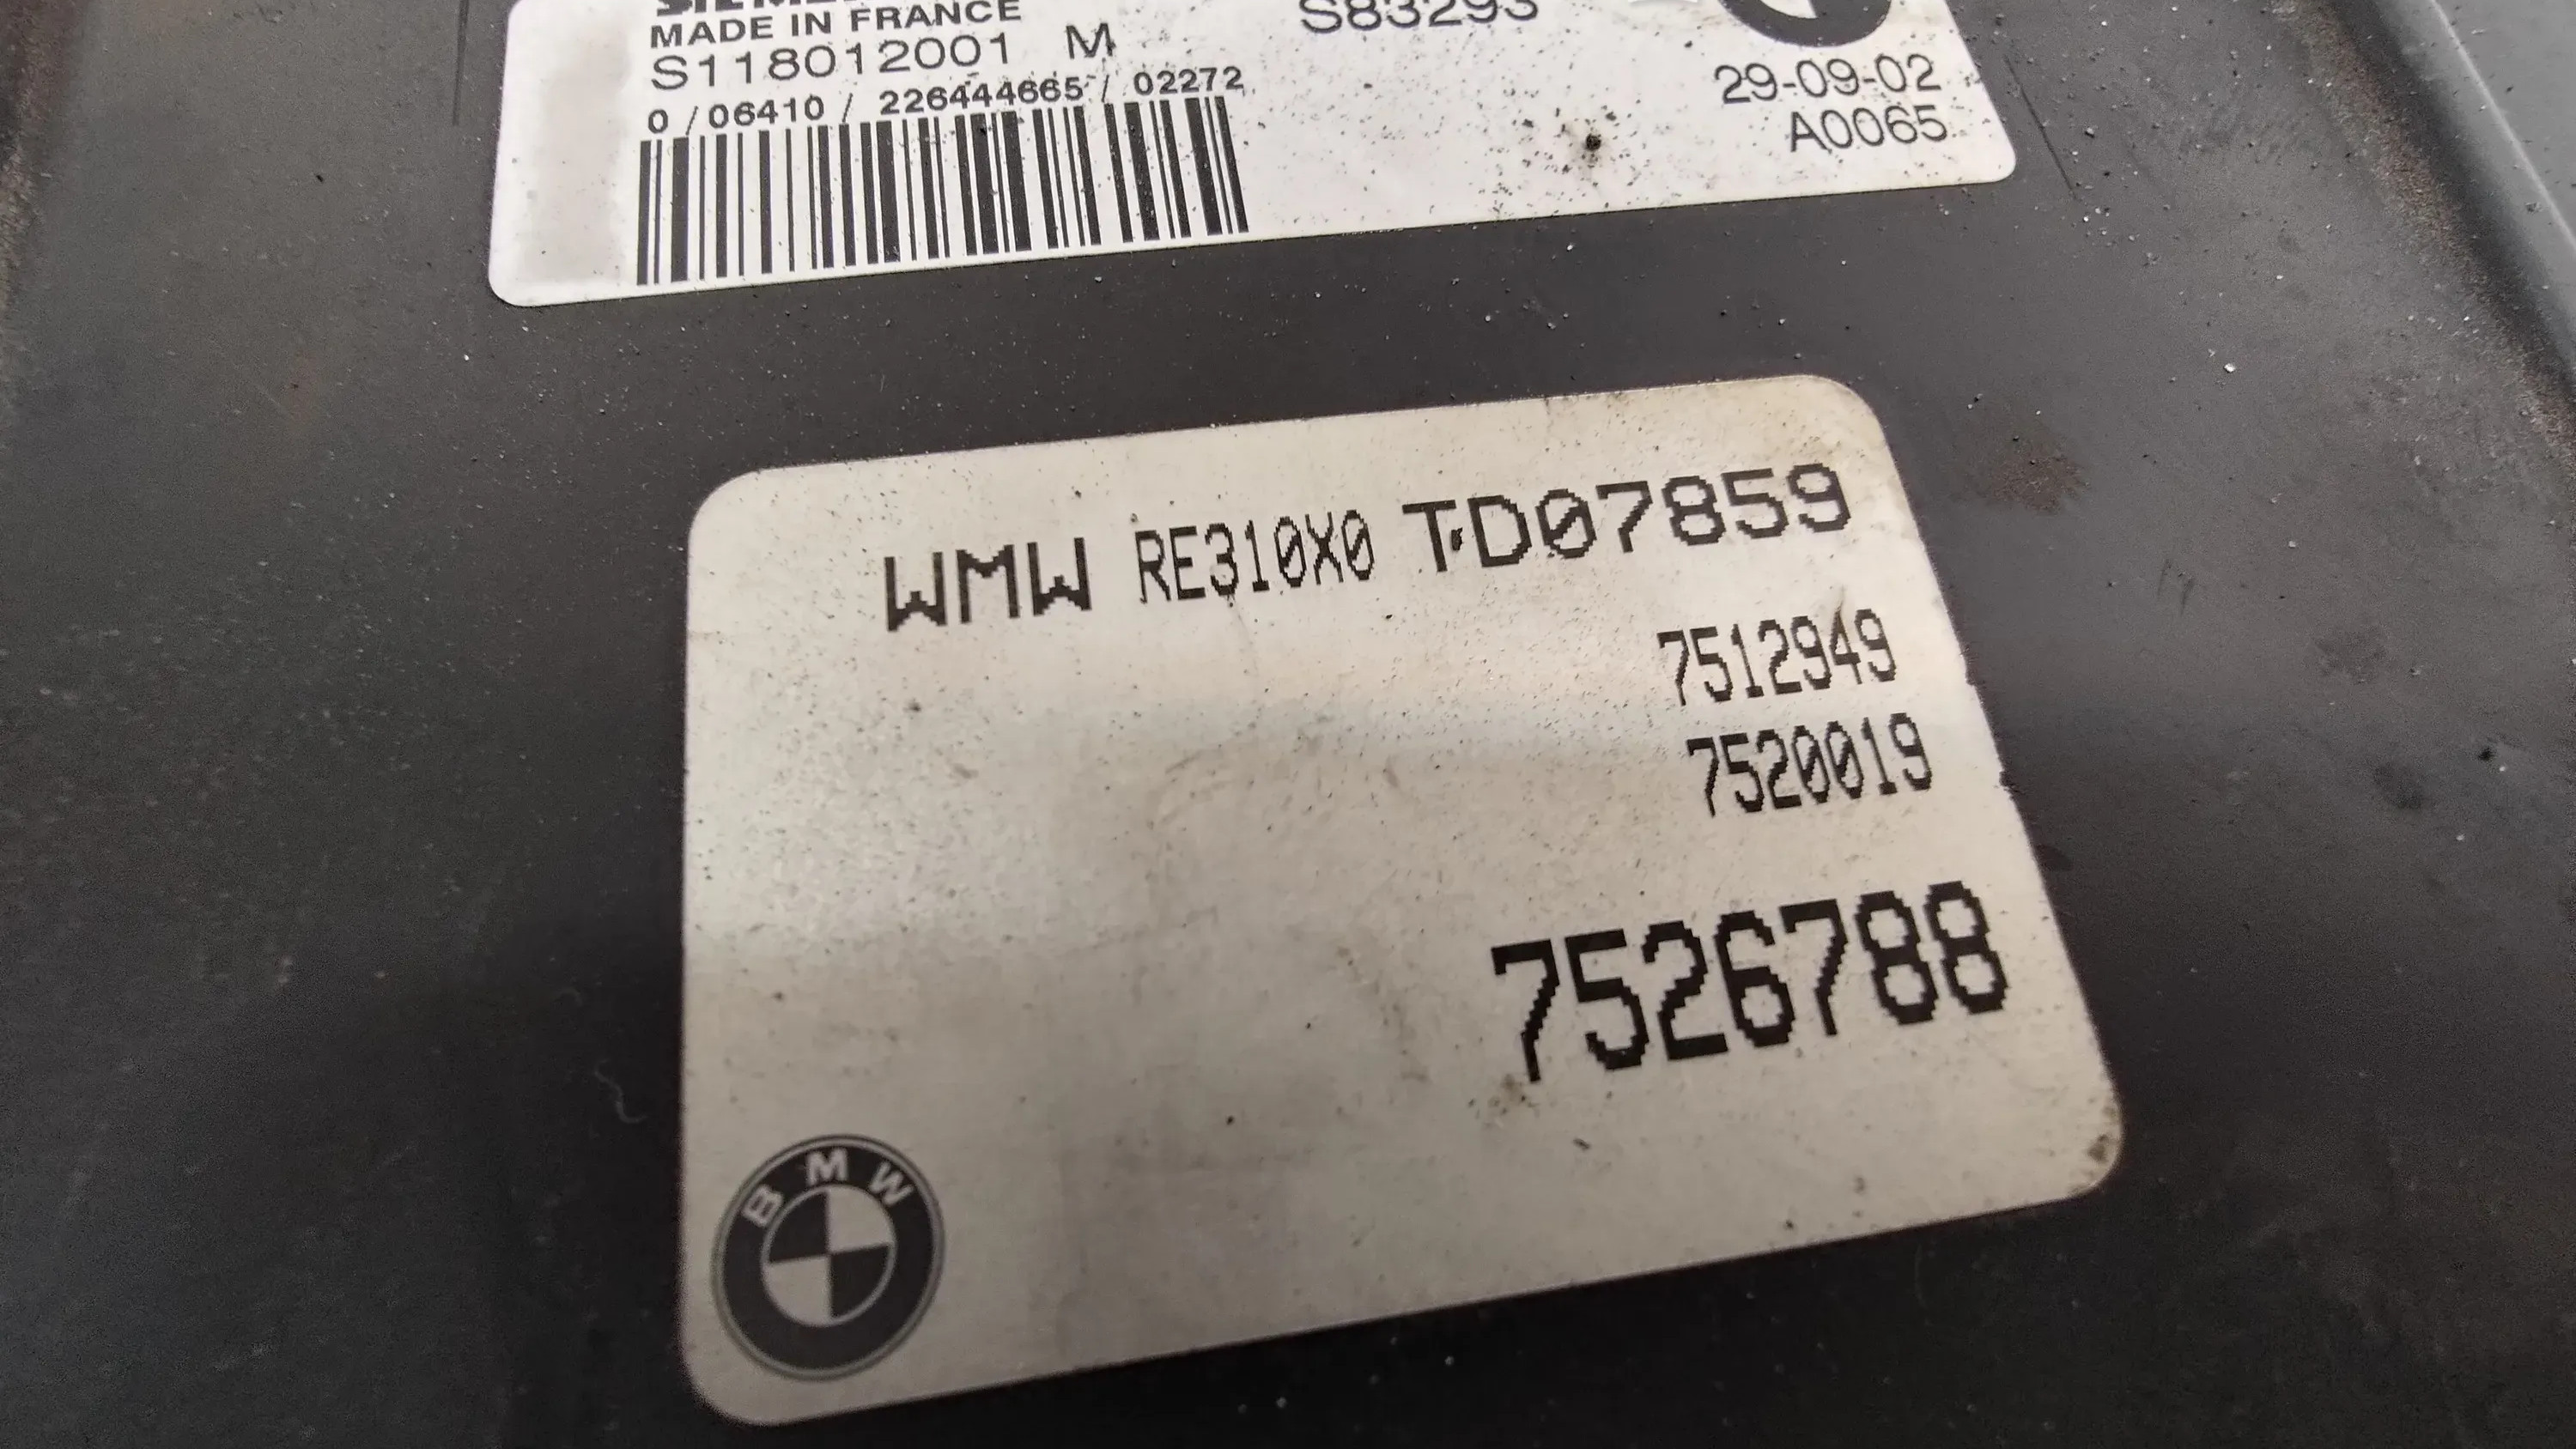 MADE IN FRANCE
S118012001 M
S83293
0 / 06410 / 226444665 / 02272
29-09-02
A0065
WMW RE310X0 TD07859
7512949
7520019
7526788
BMW